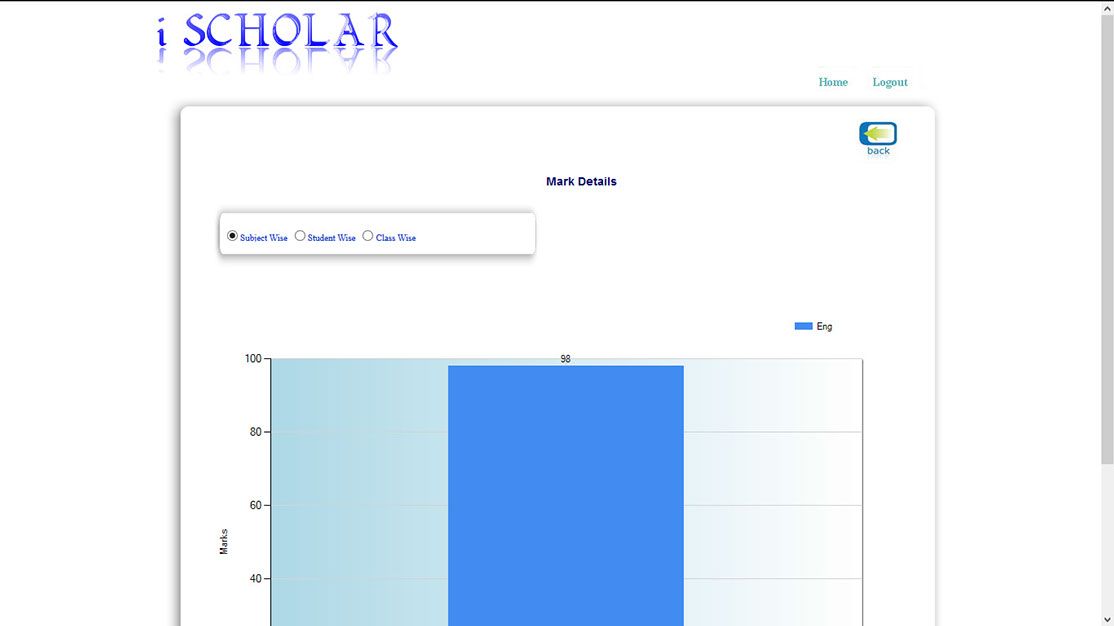 i SCHOLAR
Home Logout
back
Mark Details
Subject Wise Student Wise Class Wise
Eng
100
98
80
60
Marks
40